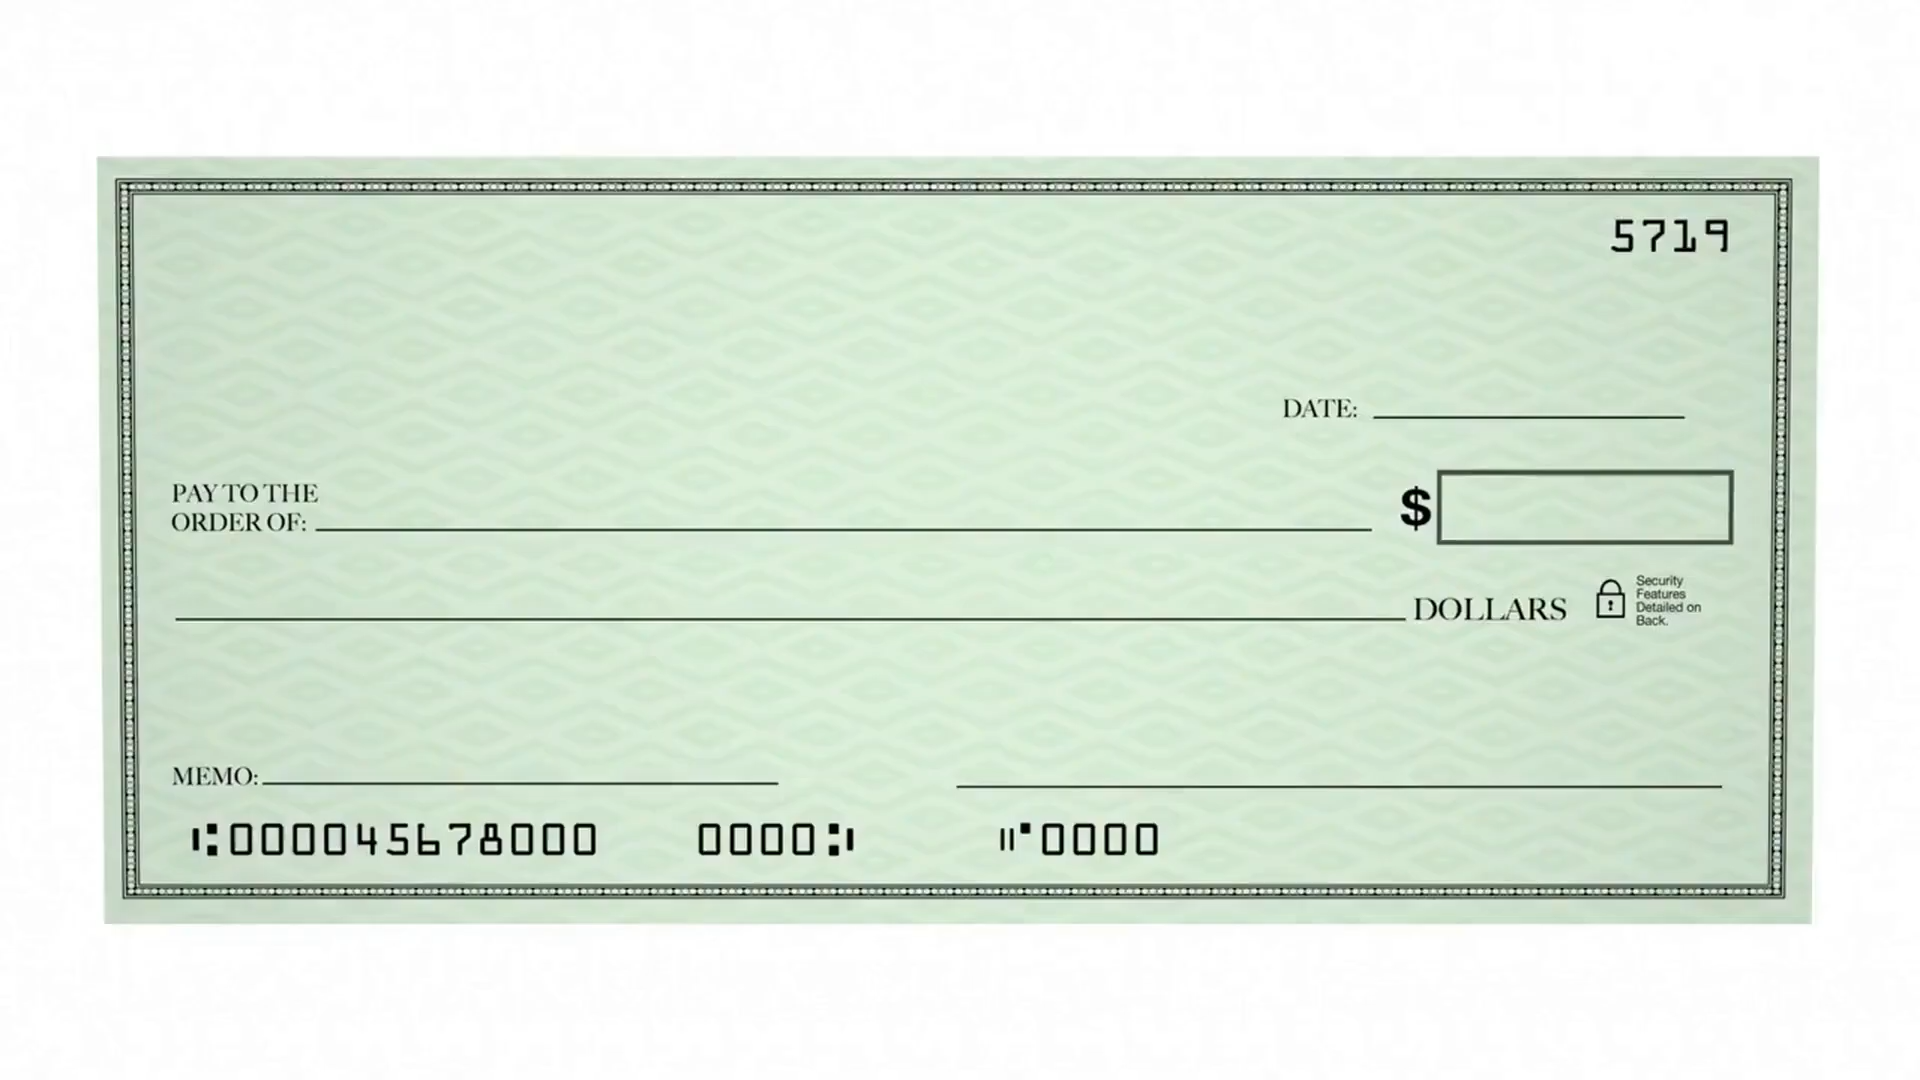 5719
DATE:
PAY TO THE
ORDER OF:
$
DOLLARS
Security
Features
Detailed on
Back.
MEMO:
⑆000045678000 0000⑆ ⑈0000